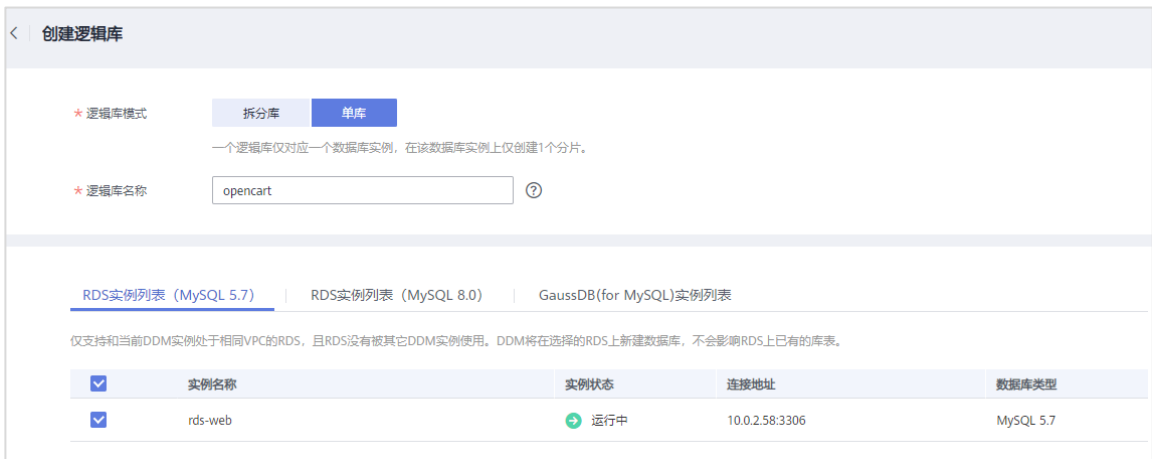 创建逻辑库
* 逻辑库模式 拆分库 单库
一个逻辑库仅对应一个数据库实例，在该数据库实例上仅创建1个分片。
* 逻辑库名称 opencart ?
RDS实例列表（MySQL 5.7） RDS实例列表（MySQL 8.0） GaussDB(for MySQL)实例列表
仅支持和当前DDM实例处于相同VPC的RDS，且RDS没有被其它DDM实例使用。DDM将在选择的RDS上新建数据库，不会影响RDS上已有的库表。
实例名称 实例状态 连接地址 数据库类型
rds-web 运行中 10.0.2.58:3306 MySQL 5.7